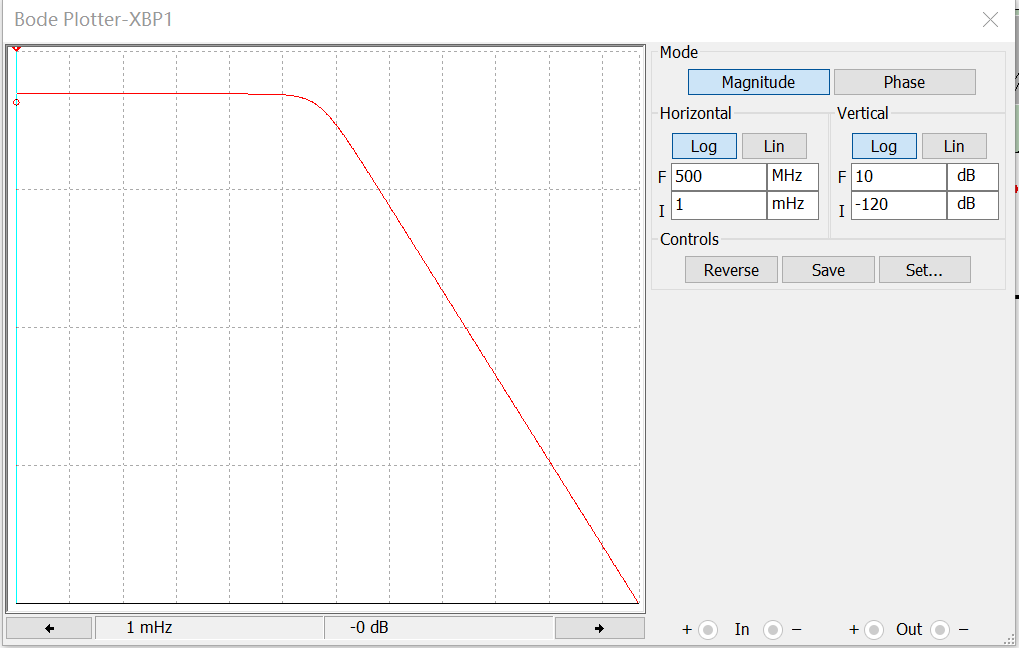 Bode Plotter-XBP1
Mode
Magnitude Phase
Horizontal Vertical
Log Lin Log Lin
F 500 MHz F 10 dB
I 1 mHz I -120 dB
Controls
Reverse Save Set...
1 mHz -0 dB
+ In − + Out −